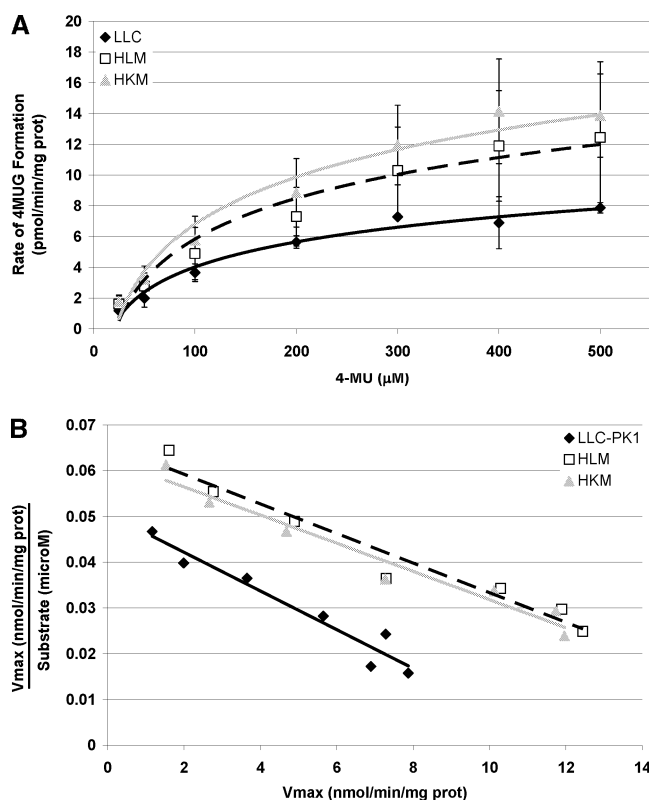 A
LLC
HLM
HKM
Rate of 4MUG Formation
(pmol/min/mg prot)
20
18
16
14
12
10
8
6
4
2
0
0 100 200 300 400 500
4-MU (µM)
B
LLC-PK1
HLM
HKM
Vmax (nmol/min/mg prot)
Substrate (microM)
0.07
0.06
0.05
0.04
0.03
0.02
0.01
0
0 2 4 6 8 10 12 14
Vmax (nmol/min/mg prot)